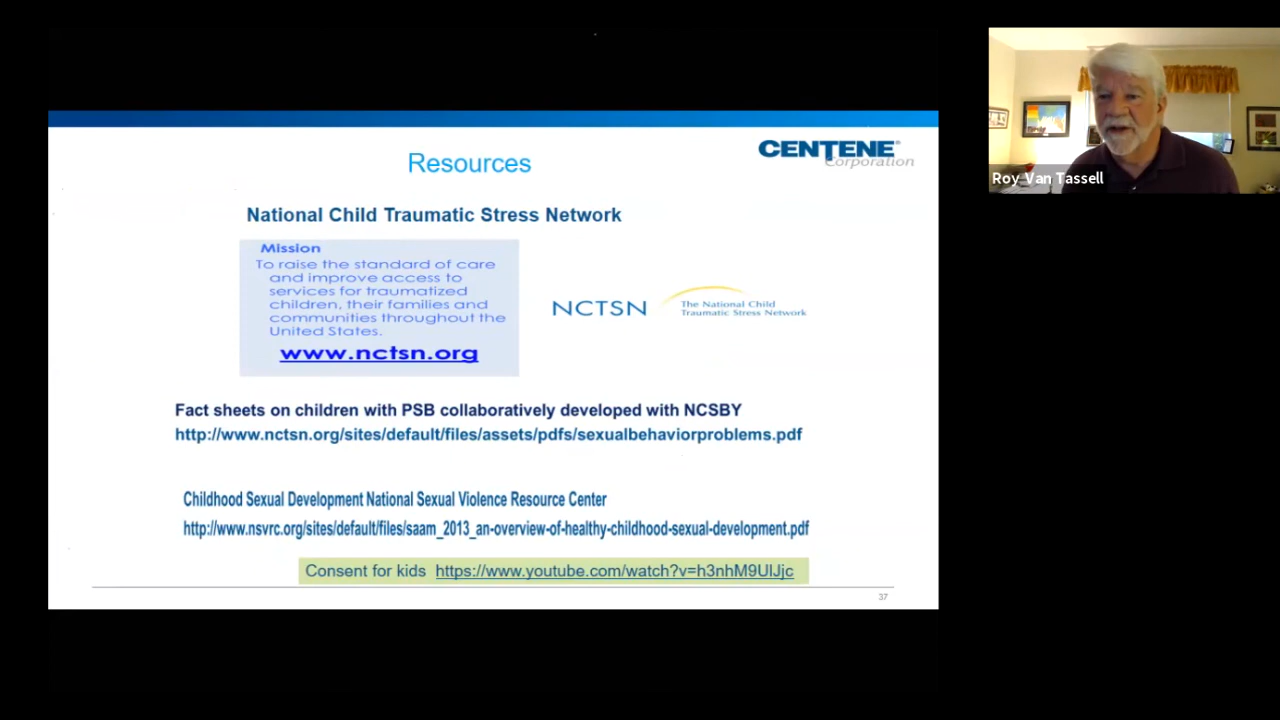 Resources
CENTENE®
Corporation
National Child Traumatic Stress Network
Mission
To raise the standard of care
and improve access to
services for traumatized
children, their families and
communities throughout the
United States.
www.nctsn.org
NCTSN
The National Child
Traumatic Stress Network
Fact sheets on children with PSB collaboratively developed with NCSBY
http://www.nctsn.org/sites/default/files/assets/pdfs/sexualbehaviorproblems.pdf
Childhood Sexual Development National Sexual Violence Resource Center
http://www.nsvrc.org/sites/default/files/saam_2013_an-overview-of-healthy-childhood-sexual-development.pdf
Consent for kids https://www.youtube.com/watch?v=h3nhM9UlJjc
37
Roy Van Tassell